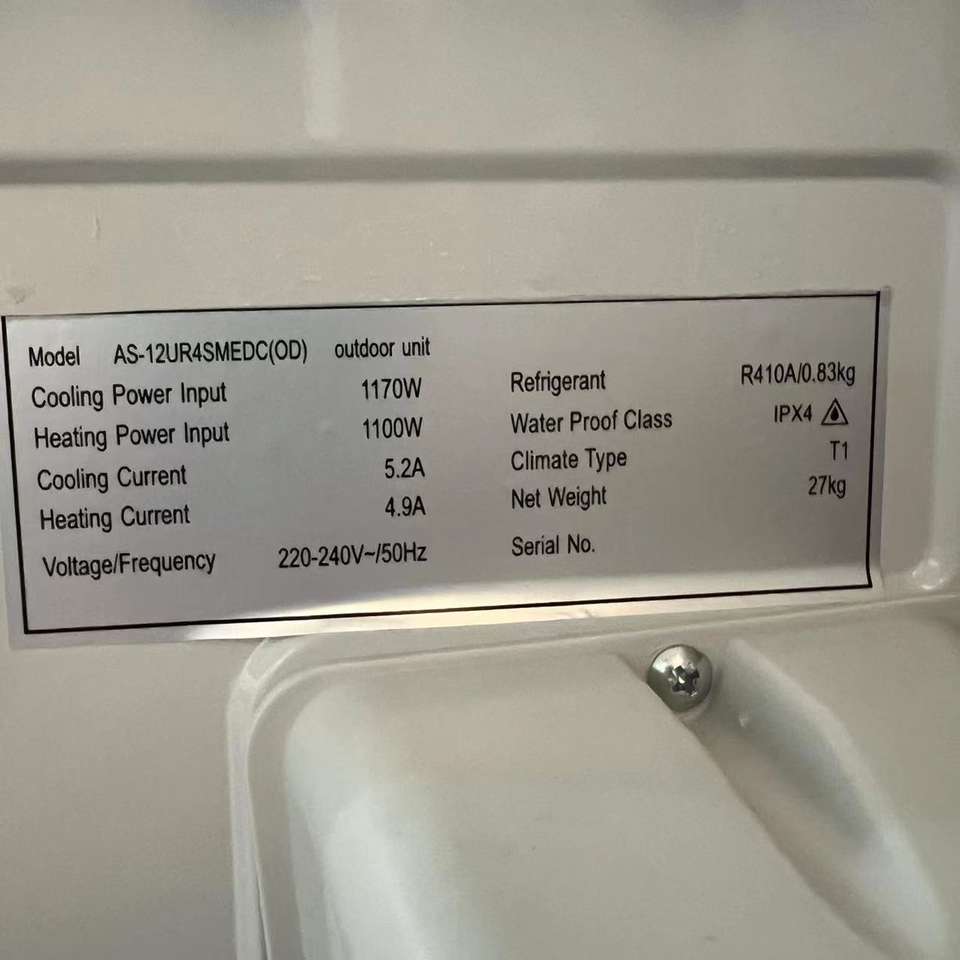 Model AS-12UR4SMEDC(OD) outdoor unit
Cooling Power Input 1170W
Heating Power Input 1100W
Cooling Current 5.2A
Heating Current 4.9A
Voltage/Frequency 220-240V~/50Hz
Refrigerant R410A/0.83kg
Water Proof Class IPX4
Climate Type T1
Net Weight 27kg
Serial No.